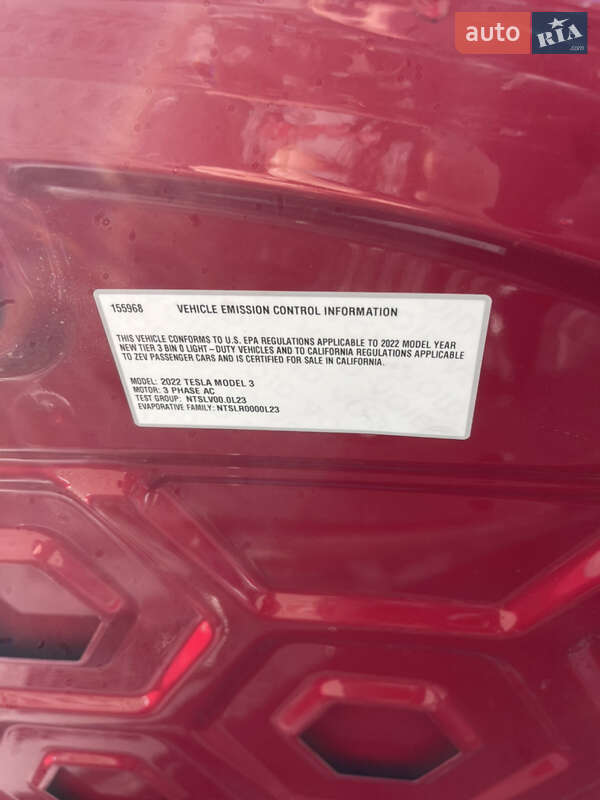 auto RIA.com
155968 VEHICLE EMISSION CONTROL INFORMATION
THIS VEHICLE CONFORMS TO U.S. EPA REGULATIONS APPLICABLE TO 2022 MODEL YEAR
NEW TIER 3 BIN 0 LIGHT – DUTY VEHICLES AND TO CALIFORNIA REGULATIONS APPLICABLE
TO ZEV PASSENGER CARS AND IS CERTIFIED FOR SALE IN CALIFORNIA.
MODEL: 2022 TESLA MODEL 3
MOTOR: 3 PHASE AC
TEST GROUP: NTSLV00.0L23
EVAPORATIVE FAMILY: NTSLR0000L23